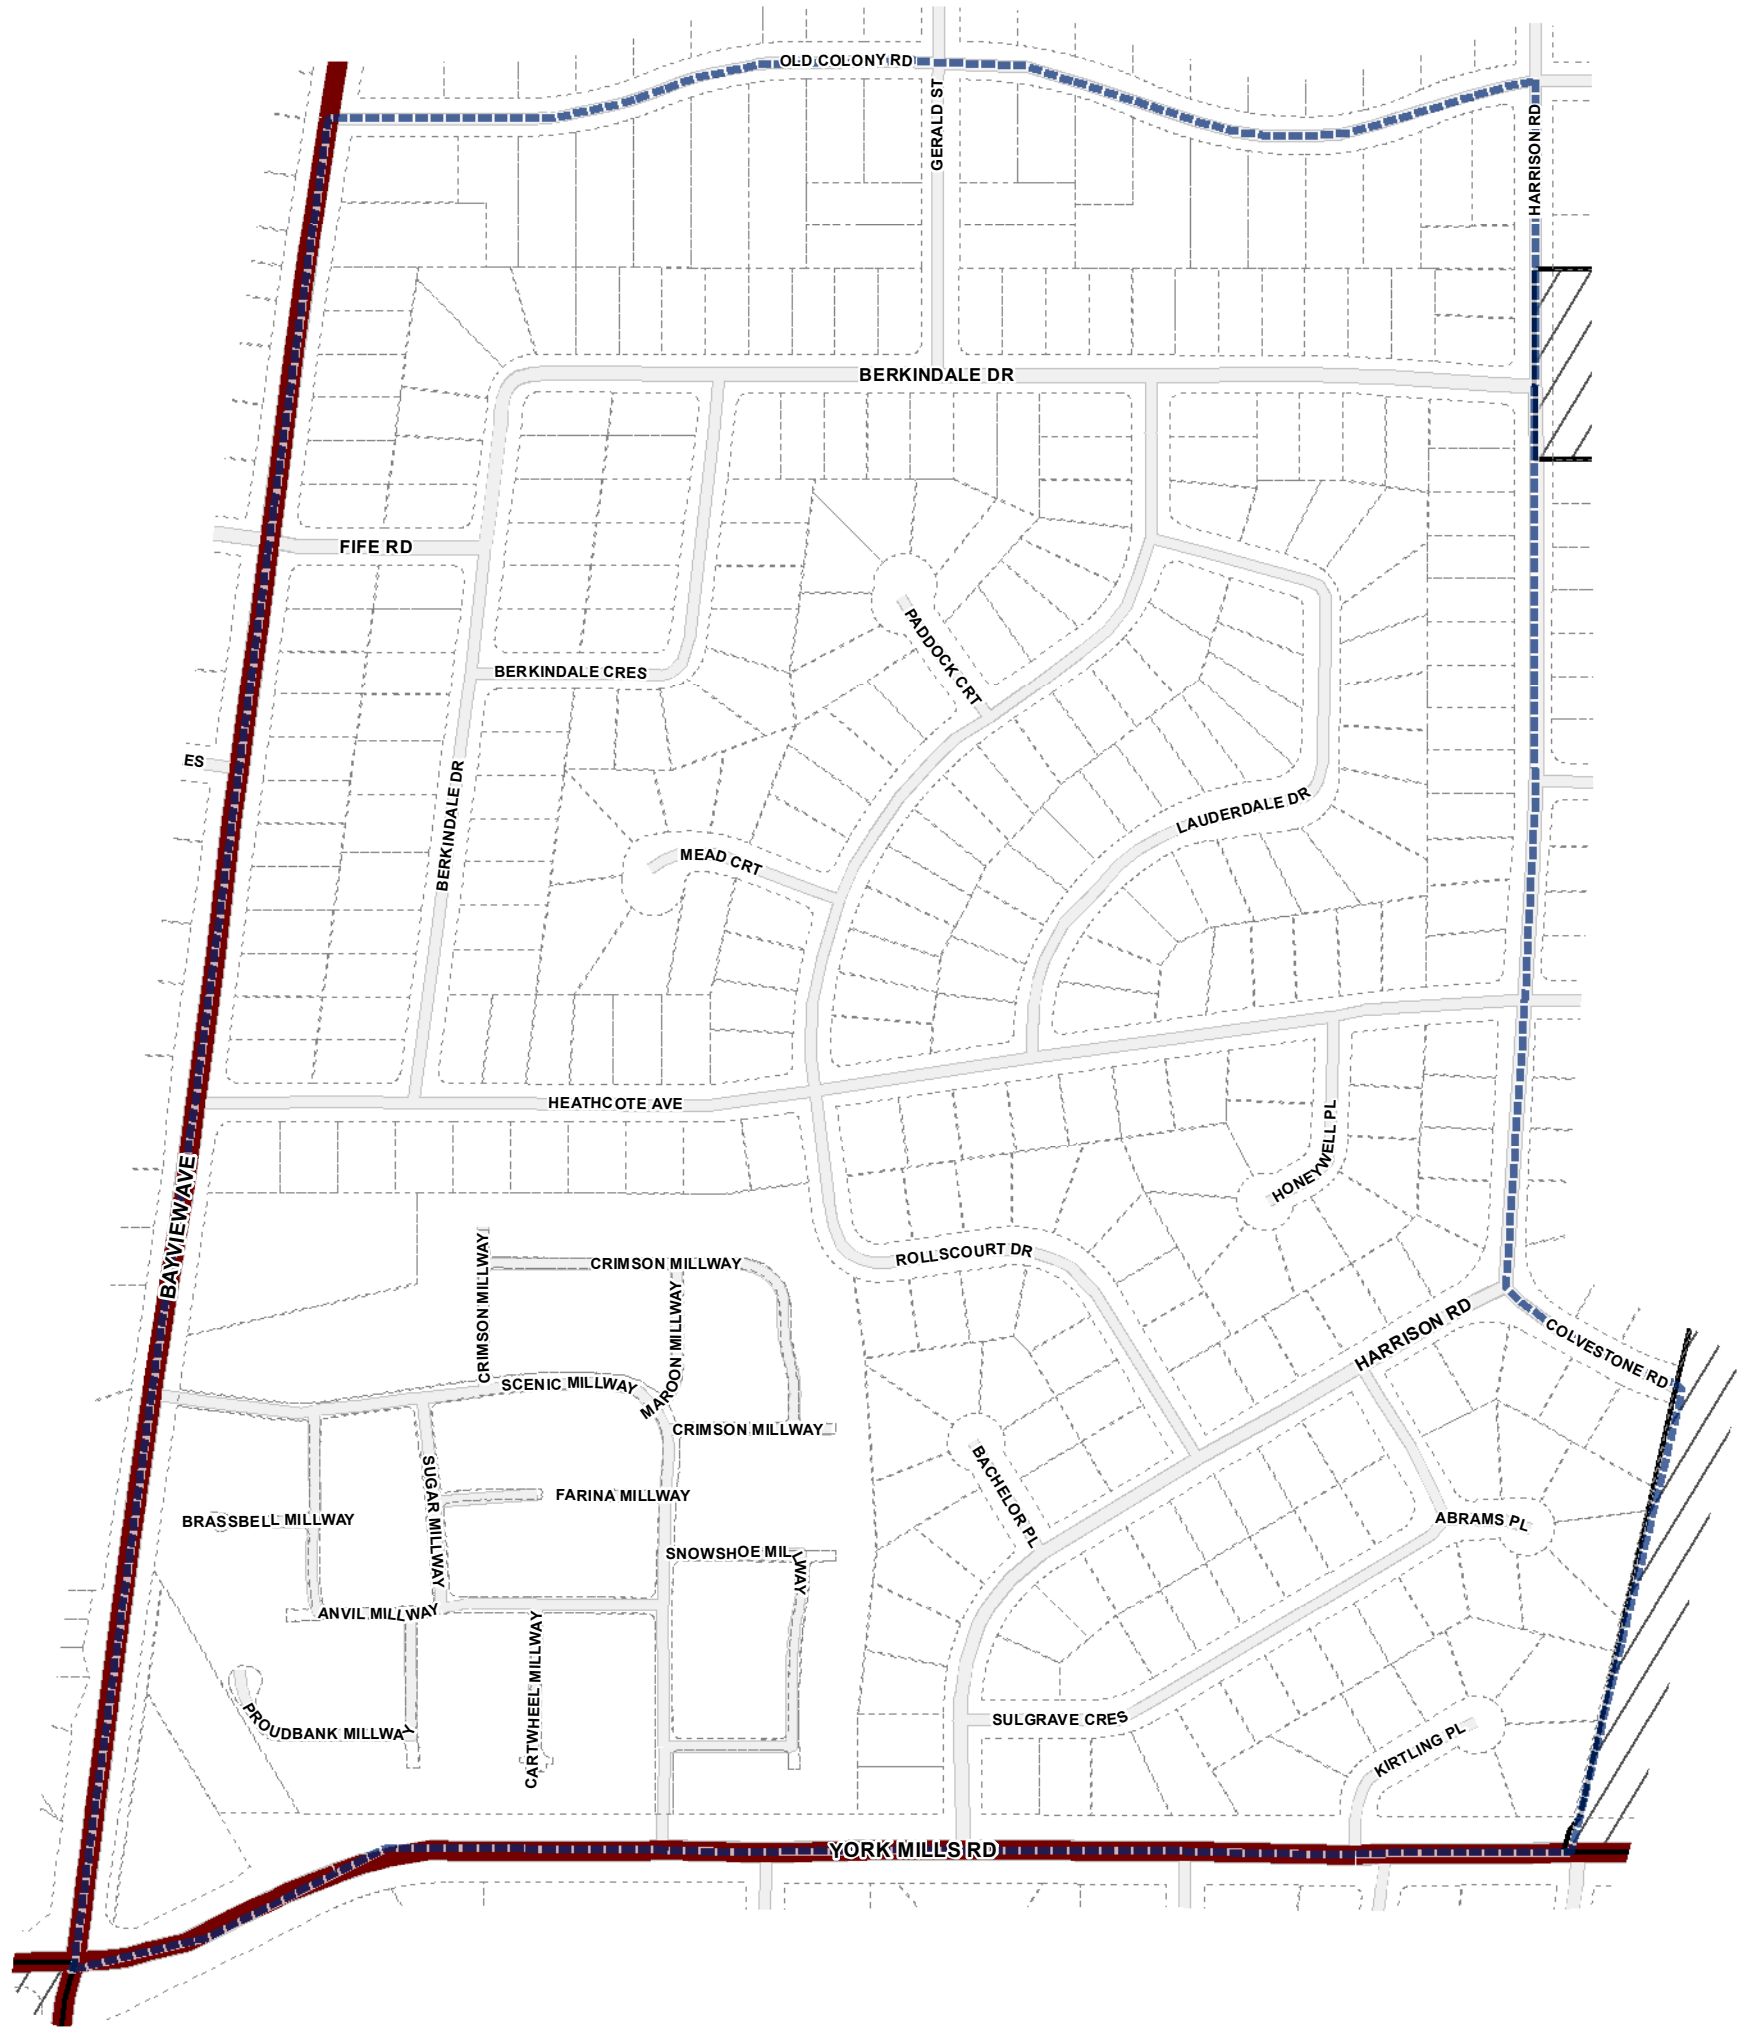 OLD COLONY RD
GERALD ST
HARRISON RD
BERKINDALE DR
FIFE RD
PADDOCK CRT
BERKINDALE CRES
ES
BERKINDALE DR
LAUDERDALE DR
MEAD CRT
HEATHCOTE AVE
HONEYWELL PL
BAYVIEW AVE
ROLLSCOURT DR
CRIMSON MILLWAY
CRIMSON MILLWAY
MAROON MILLWAY
HARRISON RD
COLVESTONE RD
SCENIC MILLWAY
CRIMSON MILLWAY
SUGAR MILLWAY
BACHELOR PL
FARINA MILLWAY
BRASSBELL MILLWAY
ABRAMS PL
SNOWSHOE MILLWAY
ANVIL MILLWAY
CARTWHEEL MILLWAY
PROUDBANK MILLWAY
SULGRAVE CRES
KIRTLING PL
YORK MILLS RD